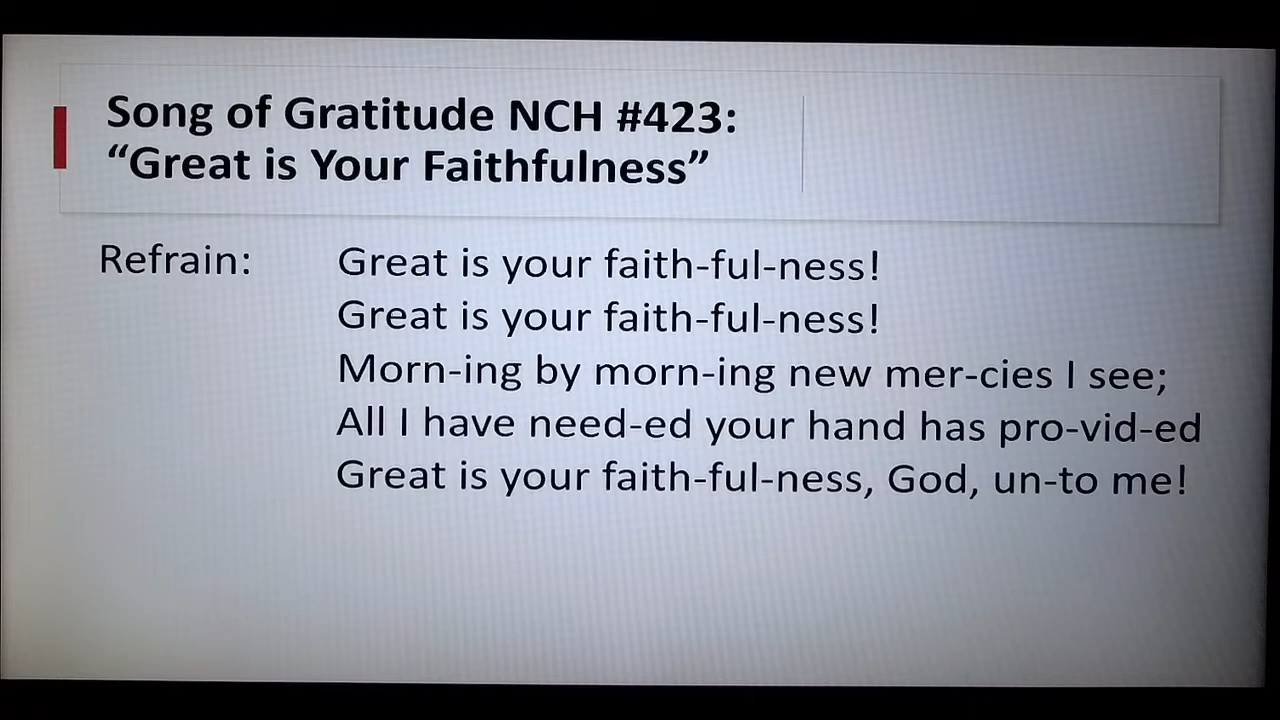 Song of Gratitude NCH #423:
“Great is Your Faithfulness”
Refrain: Great is your faith-ful-ness!
Great is your faith-ful-ness!
Morn-ing by morn-ing new mer-cies I see;
All I have need-ed your hand has pro-vid-ed
Great is your faith-ful-ness, God, un-to me!